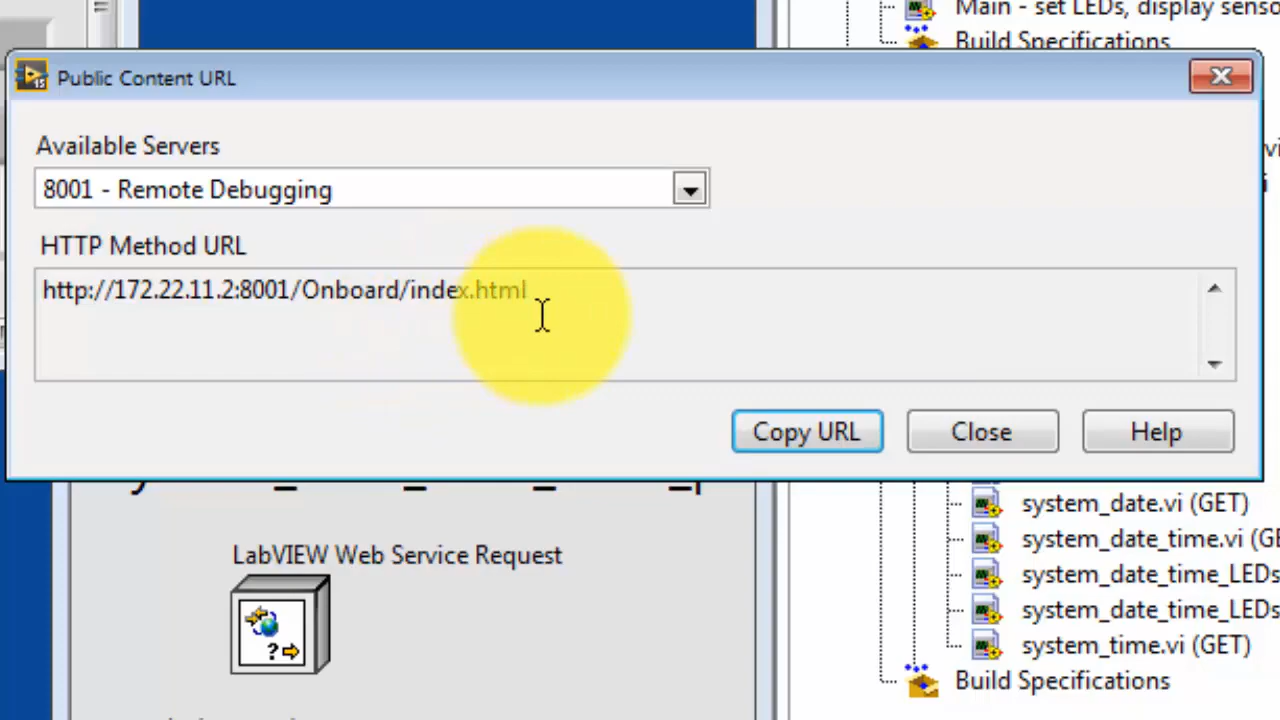 Main - set LEDs, display senso
Build Specifications
Public Content URL
Available Servers
8001 - Remote Debugging
HTTP Method URL
http://172.22.11.2:8001/Onboard/index.html
Copy URL
Close
Help
LabVIEW Web Service Request
system_date.vi (GET)
system_date_time.vi (GE
system_date_time_LEDs
system_date_time_LEDs
system_time.vi (GET)
Build Specifications